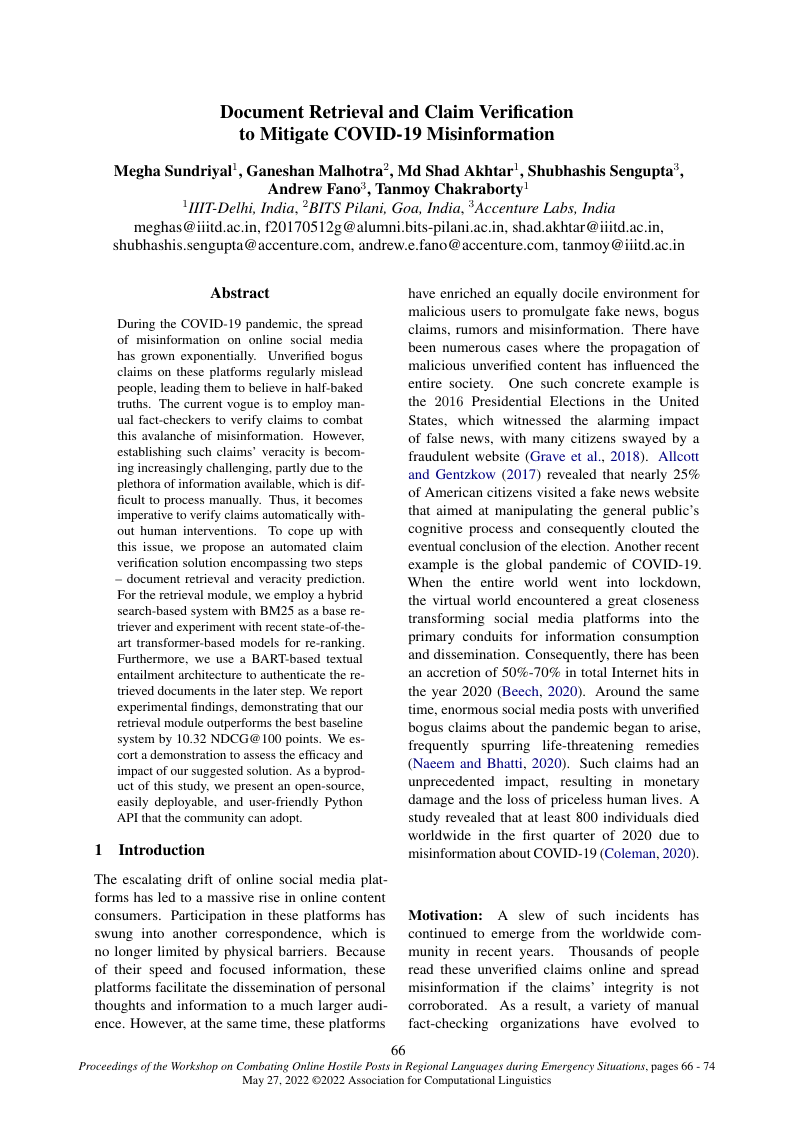 Document Retrieval and Claim Verification
to Mitigate COVID-19 Misinformation
Megha Sundriyal1, Ganeshan Malhotra2, Md Shad Akhtar1, Shubhashis Sengupta3,
Andrew Fano3, Tanmoy Chakraborty1
1IIIT-Delhi, India, 2BITS Pilani, Goa, India, 3Accenture Labs, India
meghas@iiitd.ac.in, f20170512g@alumni.bits-pilani.ac.in, shad.akhtar@iiitd.ac.in,
shubhashis.sengupta@accenture.com, andrew.e.fano@accenture.com, tanmoy@iiitd.ac.in
Abstract
During the COVID-19 pandemic, the spread
of misinformation on online social media
has grown exponentially. Unverified bogus
claims on these platforms regularly mislead
people, leading them to believe in half-baked
truths. The current vogue is to employ man-
ual fact-checkers to verify claims to combat
this avalanche of misinformation. However,
establishing such claims' veracity is becom-
ing increasingly challenging, partly due to the
plethora of information available, which is dif-
ficult to process manually. Thus, it becomes
imperative to verify claims automatically with-
out human interventions. To cope up with
this issue, we propose an automated claim
verification solution encompassing two steps
– document retrieval and veracity prediction.
For the retrieval module, we employ a hybrid
search-based system with BM25 as a base re-
triever and experiment with recent state-of-the-
art transformer-based models for re-ranking.
Furthermore, we use a BART-based textual
entailment architecture to authenticate the re-
trieved documents in the later step. We report
experimental findings, demonstrating that our
retrieval module outperforms the best baseline
system by 10.32 NDCG@100 points. We es-
cort a demonstration to assess the efficacy and
impact of our suggested solution. As a byprod-
uct of this study, we present an open-source,
easily deployable, and user-friendly Python
API that the community can adopt.
1 Introduction
The escalating drift of online social media plat-
forms has led to a massive rise in online content
consumers. Participation in these platforms has
swung into another correspondence, which is
no longer limited by physical barriers. Because
of their speed and focused information, these
platforms facilitate the dissemination of personal
thoughts and information to a much larger audi-
ence. However, at the same time, these platforms
have enriched an equally docile environment for
malicious users to promulgate fake news, bogus
claims, rumors and misinformation. There have
been numerous cases where the propagation of
malicious unverified content has influenced the
entire society. One such concrete example is
the 2016 Presidential Elections in the United
States, which witnessed the alarming impact
of false news, with many citizens swayed by a
fraudulent website (Grave et al., 2018). Allcott
and Gentzkow (2017) revealed that nearly 25%
of American citizens visited a fake news website
that aimed at manipulating the general public's
cognitive process and consequently clouted the
eventual conclusion of the election. Another recent
example is the global pandemic of COVID-19.
When the entire world went into lockdown,
the virtual world encountered a great closeness
transforming social media platforms into the
primary conduits for information consumption
and dissemination. Consequently, there has been
an accretion of 50%-70% in total Internet hits in
the year 2020 (Beech, 2020). Around the same
time, enormous social media posts with unverified
bogus claims about the pandemic began to arise,
frequently spurring life-threatening remedies
(Naeem and Bhatti, 2020). Such claims had an
unprecedented impact, resulting in monetary
damage and the loss of priceless human lives. A
study revealed that at least 800 individuals died
worldwide in the first quarter of 2020 due to
misinformation about COVID-19 (Coleman, 2020).
Motivation: A slew of such incidents has
continued to emerge from the worldwide com-
munity in recent years. Thousands of people
read these unverified claims online and spread
misinformation if the claims' integrity is not
corroborated. As a result, a variety of manual
fact-checking organizations have evolved to
66
Proceedings of the Workshop on Combating Online Hostile Posts in Regional Languages during Emergency Situations, pages 66 - 74
May 27, 2022 ©2022 Association for Computational Linguistics